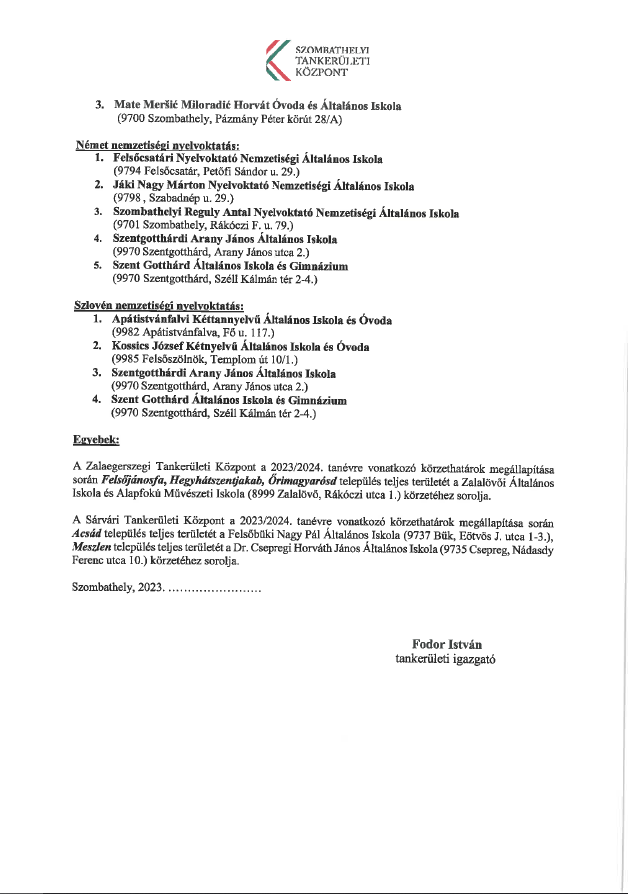 SZOMBATHELYI
TANKERÜLETI
KÖZPONT
3. Mate Meršić Miloradić Horvát Óvoda és Általános Iskola
(9700 Szombathely, Pázmány Péter körút 28/A)
Német nemzetiségi nyelvoktatás:
1. Felsőcsatári Nyelvoktató Nemzetiségi Általános Iskola
(9794 Felsőcsatár, Petőfi Sándor u. 29.)
2. Jáki Nagy Márton Nyelvoktató Nemzetiségi Általános Iskola
(9798 , Szabadnép u. 29.)
3. Szombathelyi Reguly Antal Nyelvoktató Nemzetiségi Általános Iskola
(9701 Szombathely, Rákóczi F. u. 79.)
4. Szentgotthárdi Arany János Általános Iskola
(9970 Szentgotthárd, Arany János utca 2.)
5. Szent Gotthárd Általános Iskola és Gimnázium
(9970 Szentgotthárd, Széll Kálmán tér 2-4.)
Szlovén nemzetiségi nyelvoktatás:
1. Apátistvánfalvi Kéttannyelvű Általános Iskola és Óvoda
(9982 Apátistvánfalva, Fő u. 117.)
2. Kossics József Kétnyelvű Általános Iskola és Óvoda
(9985 Felsőszölnök, Templom út 10/1.)
3. Szentgotthárdi Arany János Általános Iskola
(9970 Szentgotthárd, Arany János utca 2.)
4. Szent Gotthárd Általános Iskola és Gimnázium
(9970 Szentgotthárd, Széll Kálmán tér 2-4.)
Egyebek:
A Zalaegerszegi Tankerületi Központ a 2023/2024. tanévre vonatkozó körzethatárok megállapítása
során Felsőjánosfa, Hegyhátszentjakab, Őrimagyarósd település teljes területét a Zalalövői Általános
Iskola és Alapfokú Művészeti Iskola (8999 Zalalövő, Rákóczi utca 1.) körzetéhez sorolja.
A Sárvári Tankerületi Központ a 2023/2024. tanévre vonatkozó körzethatárok megállapítása során
Acsád település teljes területét a Felsőbüki Nagy Pál Általános Iskola (9737 Bük, Eötvös J. utca 1-3.),
Meszlen település teljes területét a Dr. Csepregi Horváth János Általános Iskola (9735 Csepreg, Nádasdy
Ferenc utca 10.) körzetéhez sorolja.
Szombathely, 2023. ........................
Fodor István
tankerületi igazgató